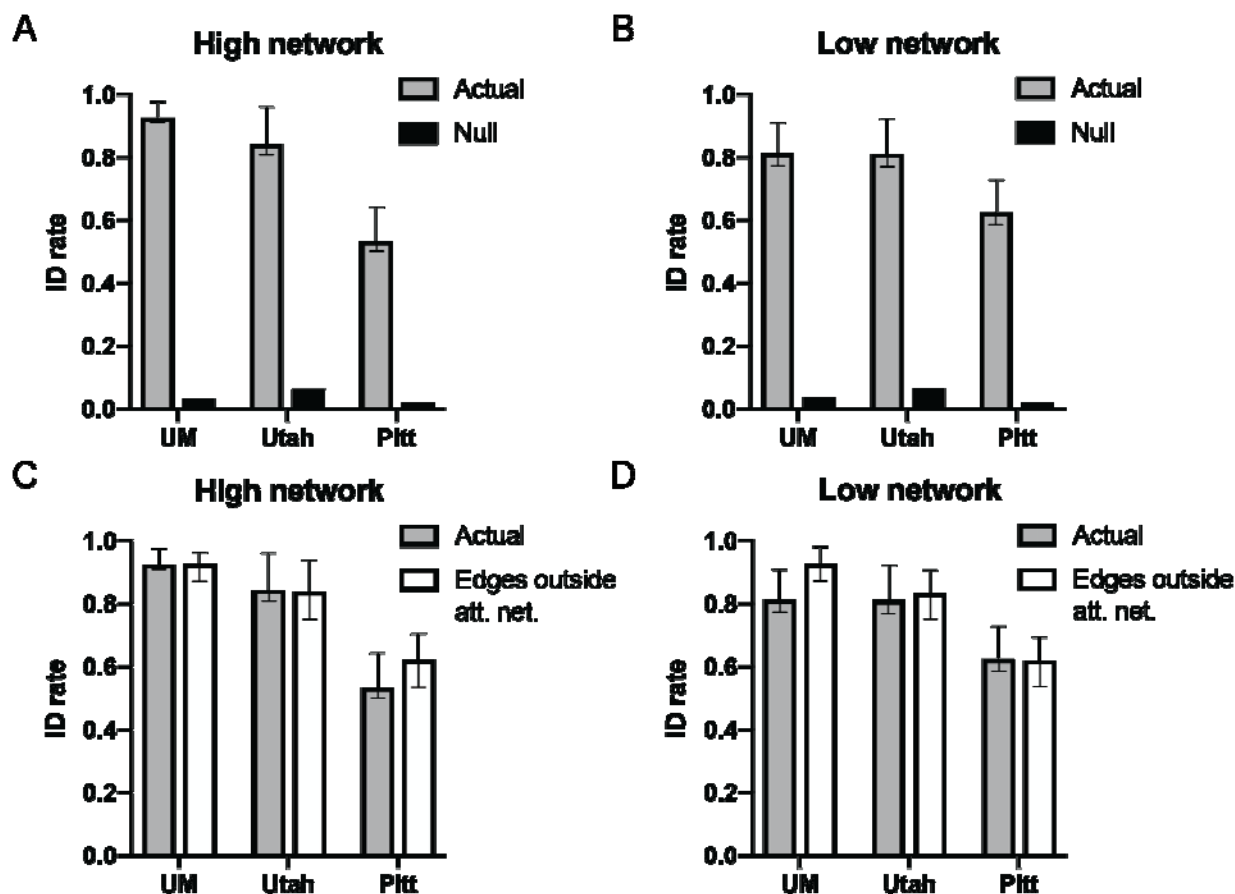 A
High network
Actual
Null
1.0
0.8
0.6
0.4
0.2
0.0
ID rate
UM Utah Pitt
B
Low network
Actual
Null
1.0
0.8
0.6
0.4
0.2
0.0
ID rate
UM Utah Pitt
C
High network
Actual
Edges outside
att. net.
1.0
0.8
0.6
0.4
0.2
0.0
ID rate
UM Utah Pitt
D
Low network
Actual
Edges outside
att. net.
1.0
0.8
0.6
0.4
0.2
0.0
ID rate
UM Utah Pitt